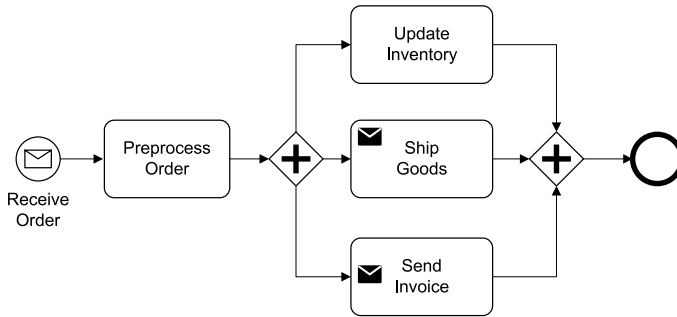 Receive
Order
Preprocess
Order
Update
Inventory
Ship
Goods
Send
Invoice